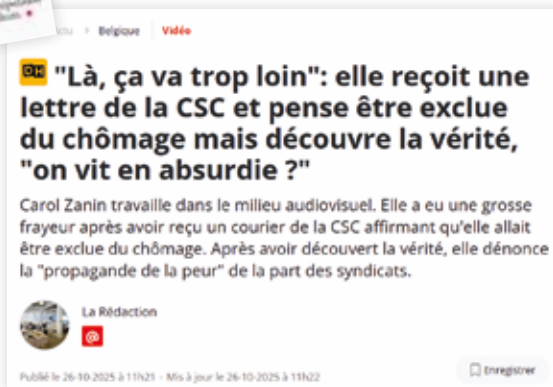 Belgique Vidéo
DH "Là, ça va trop loin": elle reçoit une
lettre de la CSC et pense être exclue
du chômage mais découvre la vérité,
"on vit en absurdie ?"
Carol Zanin travaille dans le milieu audiovisuel. Elle a eu une grosse
frayeur après avoir reçu un courier de la CSC affirmant qu'elle allait
être exclue du chômage. Après avoir découvert la vérité, elle dénonce
la "propagande de la peur" de la part des syndicats.
La Rédaction
@
Publié le 26-10-2025 à 11h21 - Mis à jour le 26-10-2025 à 11h22
Enregistrer